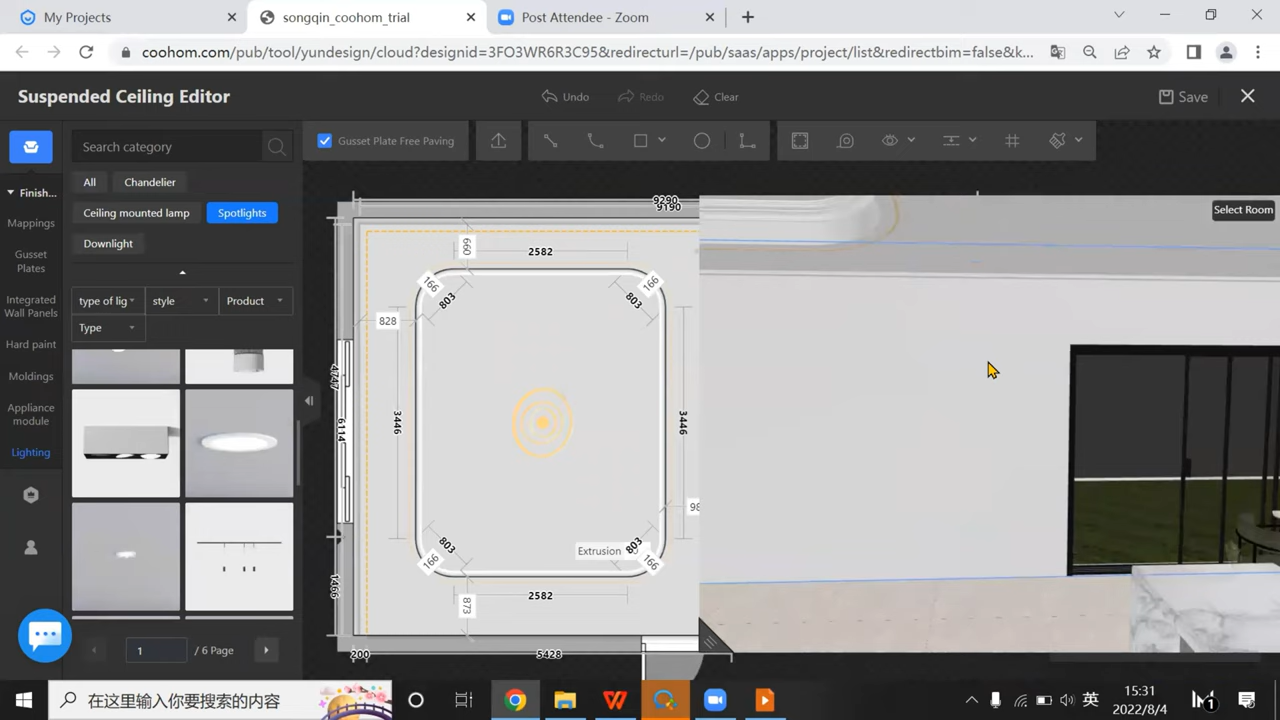 My Projects
songqin_coohom_trial
Post Attendee - Zoom
coohom.com/pub/tool/yundesign/cloud?designid=3FO3WR6R3C95&redirecturl=/pub/saas/apps/project/list&redirectbim=false&k...
Suspended Ceiling Editor
Undo
Redo
Clear
Save
Search category
Gusset Plate Free Paving
All
Chandelier
Finish...
Ceiling mounted lamp
Spotlights
Mappings
Downlight
Gusset
Plates
Integrated
Wall Panels
type of lig
style
Product
Type
Hard paint
Moldings
Appliance
module
Lighting
1
/ 6 Page
9290
9190
Select Room
660
2582
166
166
803
803
828
4747
6114
3446
3446
98
803
Extrusion
803
166
166
873
2582
1466
200
5428
在这里输入你要搜索的内容
英
15:31
2022/8/4
1